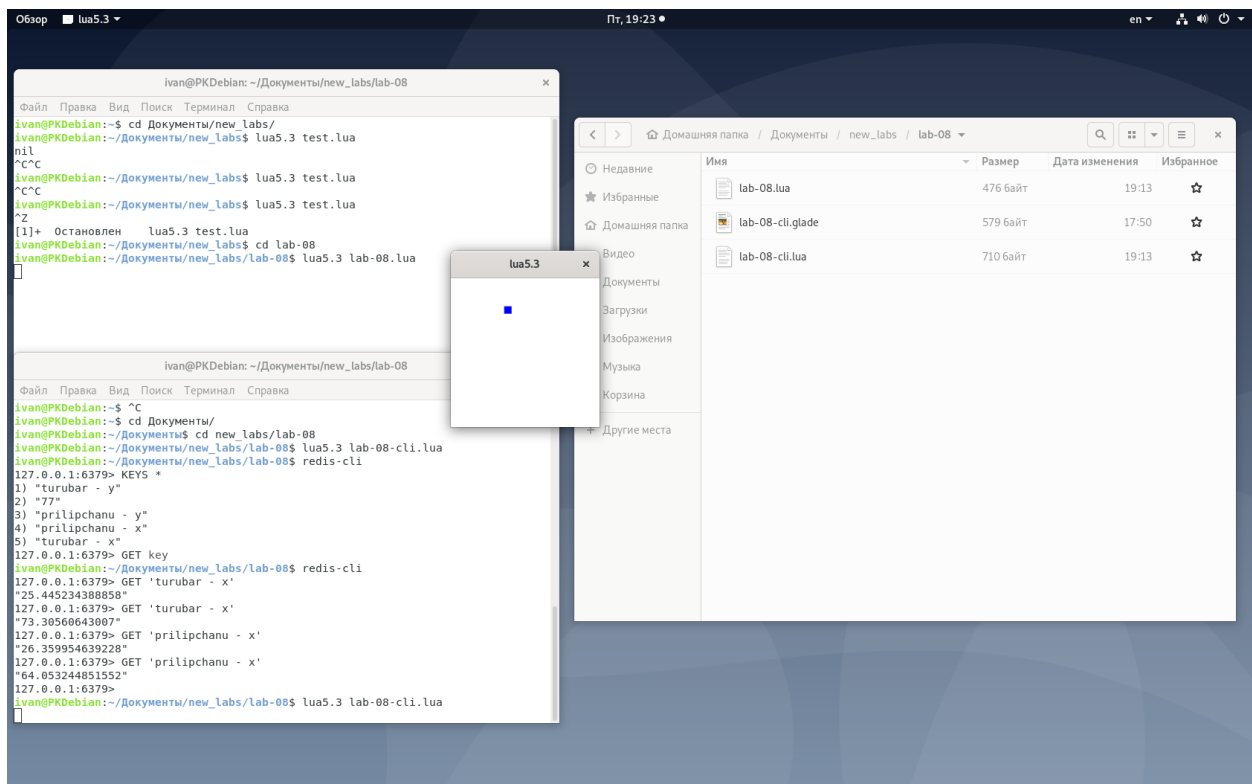 Обзор lua5.3 Пт, 19:23 en
ivan@PKDebian: ~/Документы/new_labs/lab-08
Файл Правка Вид Поиск Терминал Справка
ivan@PKDebian:~$ cd Документы/new_labs/
ivan@PKDebian:~/Документы/new_labs$ lua5.3 test.lua
nil
^C^C
ivan@PKDebian:~/Документы/new_labs$ lua5.3 test.lua
^C^C
ivan@PKDebian:~/Документы/new_labs$ lua5.3 test.lua
^Z
[1]+ Остановлен lua5.3 test.lua
ivan@PKDebian:~/Документы/new_labs$ cd lab-08
ivan@PKDebian:~/Документы/new_labs/lab-08$ lua5.3 lab-08.lua
ivan@PKDebian: ~/Документы/new_labs/lab-08
Файл Правка Вид Поиск Терминал Справка
ivan@PKDebian:~$ ^C
ivan@PKDebian:~$ cd Документы/
ivan@PKDebian:~/Документы$ cd new_labs/lab-08
ivan@PKDebian:~/Документы/new_labs/lab-08$ lua5.3 lab-08-cli.lua
ivan@PKDebian:~/Документы/new_labs/lab-08$ redis-cli
127.0.0.1:6379> KEYS *
1) "turubar - y"
2) "77"
3) "prilipchanu - y"
4) "prilipchanu - x"
5) "turubar - x"
127.0.0.1:6379> GET key
ivan@PKDebian:~/Документы/new_labs/lab-08$ redis-cli
127.0.0.1:6379> GET 'turubar - x'
"25.445234388858"
127.0.0.1:6379> GET 'turubar - x'
"73.30560643007"
127.0.0.1:6379> GET 'prilipchanu - x'
"26.359954639228"
127.0.0.1:6379> GET 'prilipchanu - x'
"64.053244851552"
127.0.0.1:6379>
ivan@PKDebian:~/Документы/new_labs/lab-08$ lua5.3 lab-08-cli.lua
lua5.3
Домашняя папка / Документы / new_labs / lab-08
Недавние
Избранные
Домашняя папка
Видео
Документы
Загрузки
Изображения
Музыка
Корзина
+ Другие места
Имя Размер Дата изменения Избранное
lab-08.lua 476 байт 19:13
lab-08-cli.glade 579 байт 17:50
lab-08-cli.lua 710 байт 19:13